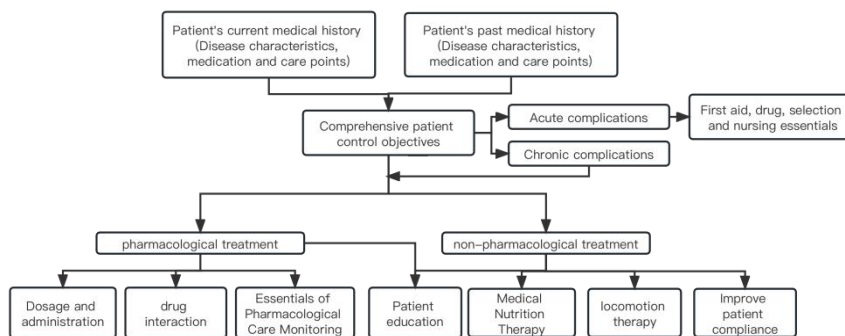 Patient's current medical history
(Disease characteristics,
medication and care points)
Patient's past medical history
(Disease characteristics,
medication and care points)
Comprehensive patient
control objectives
Acute complications
First aid, drug, selection
and nursing essentials
Chronic complications
pharmacological treatment
non-pharmacological treatment
Dosage and
administration
drug
interaction
Essentials of
Pharmacological
Care Monitoring
Patient
education
Medical
Nutrition
Therapy
locomotion
therapy
Improve
patient
compliance